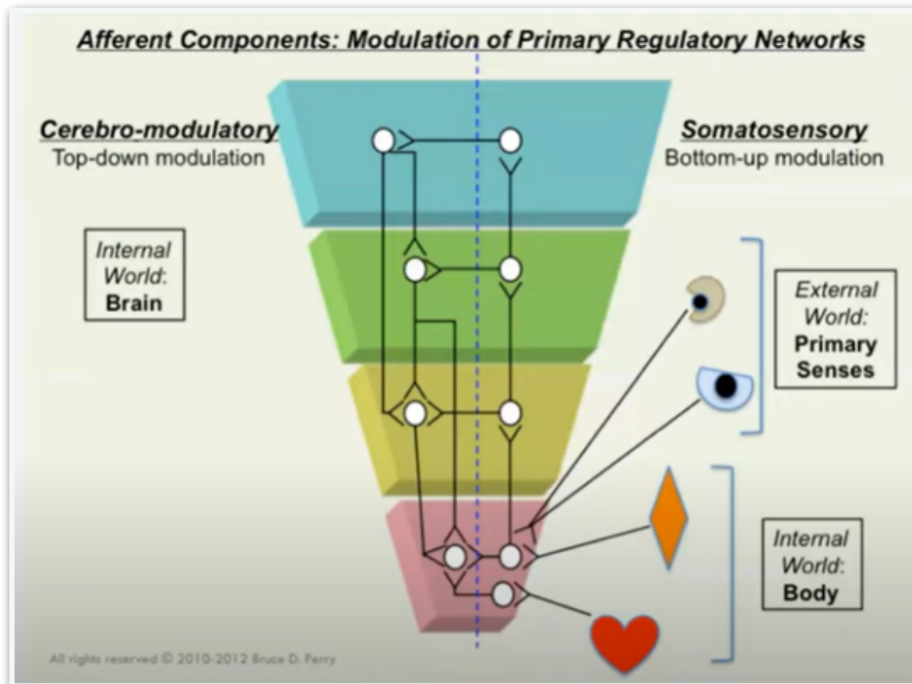 Afferent Components: Modulation of Primary Regulatory Networks
Cerebro-modulatory
Top-down modulation
Somatosensory
Bottom-up modulation
Internal
World:
Brain
External
World:
Primary
Senses
Internal
World:
Body
All rights reserved © 2010-2012 Bruce D. Perry